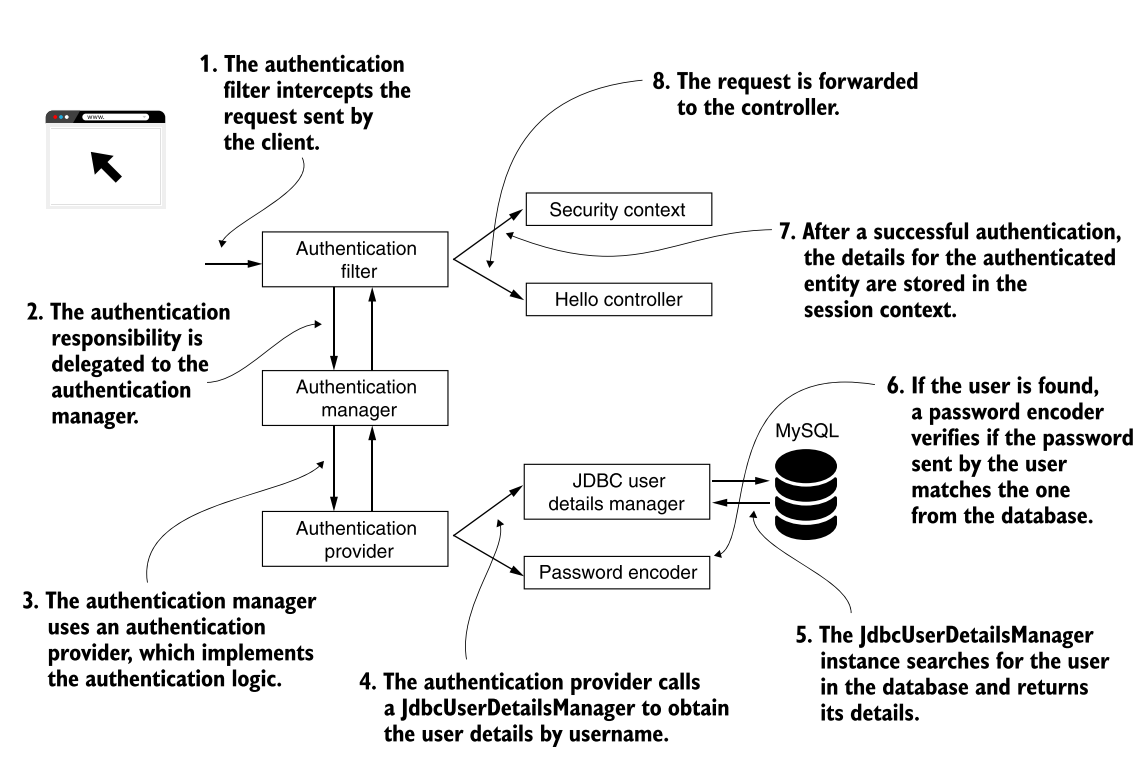 1. The authentication
filter intercepts the
request sent by
the client.
8. The request is forwarded
to the controller.
www.
Security context
Authentication
filter
Hello controller
7. After a successful authentication,
the details for the authenticated
entity are stored in the
session context.
2. The authentication
responsibility is
delegated to the
authentication
manager.
Authentication
manager
6. If the user is found,
a password encoder
verifies if the password
sent by the user
matches the one
from the database.
MySQL
JDBC user
details manager
Authentication
provider
Password encoder
3. The authentication manager
uses an authentication
provider, which implements
the authentication logic.
4. The authentication provider calls
a JdbcUserDetailsManager to obtain
the user details by username.
5. The JdbcUserDetailsManager
instance searches for the user
in the database and returns
its details.